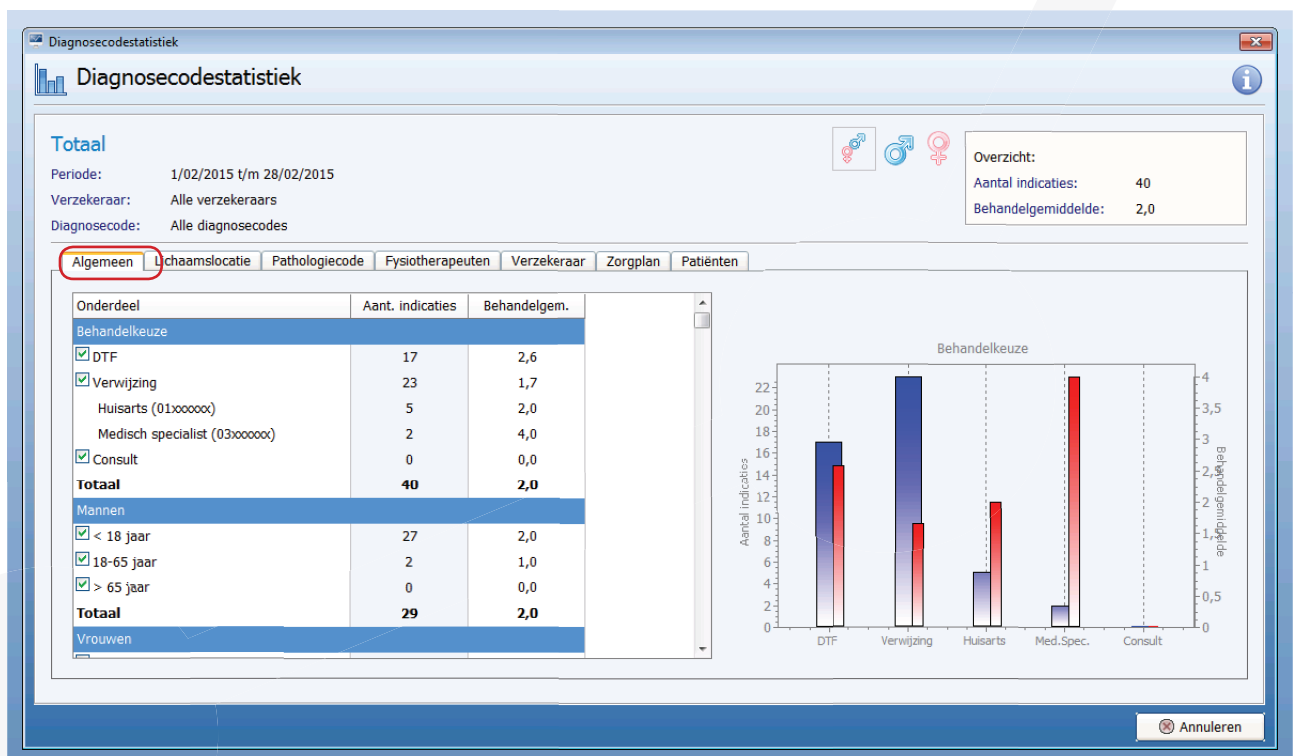 Diagnosecodestatistiek
Diagnosecodestatistiek
Totaal
Periode: 1/02/2015 t/m 28/02/2015
Verzekeraar: Alle verzekeraars
Diagnosecode: Alle diagnosecodes
Overzicht:
Aantal indicaties: 40
Behandelgemiddelde: 2,0
Algemeen Lichaamslocatie Pathologiecode Fysiotherapeuten Verzekeraar Zorgplan Patiënten
Onderdeel Aant. indicaties Behandelgem.
Behandelkeuze
DTF 17 2,6
Verwijzing 23 1,7
Huisarts (01xxxxxx) 5 2,0
Medisch specialist (03xxxxxx) 2 4,0
Consult 0 0,0
Totaal 40 2,0
Mannen
< 18 jaar 27 2,0
18-65 jaar 2 1,0
> 65 jaar 0 0,0
Totaal 29 2,0
Vrouwen
Behandelkeuze
Aantal indicaties
22
20
18
16
14
12
10
8
6
4
2
0
DTF Verwijzing Huisarts Med.Spec. Consult
4
3,5
3
2,5
2
1,5
1
0,5
0
Behandelgemiddelde
Annuleren